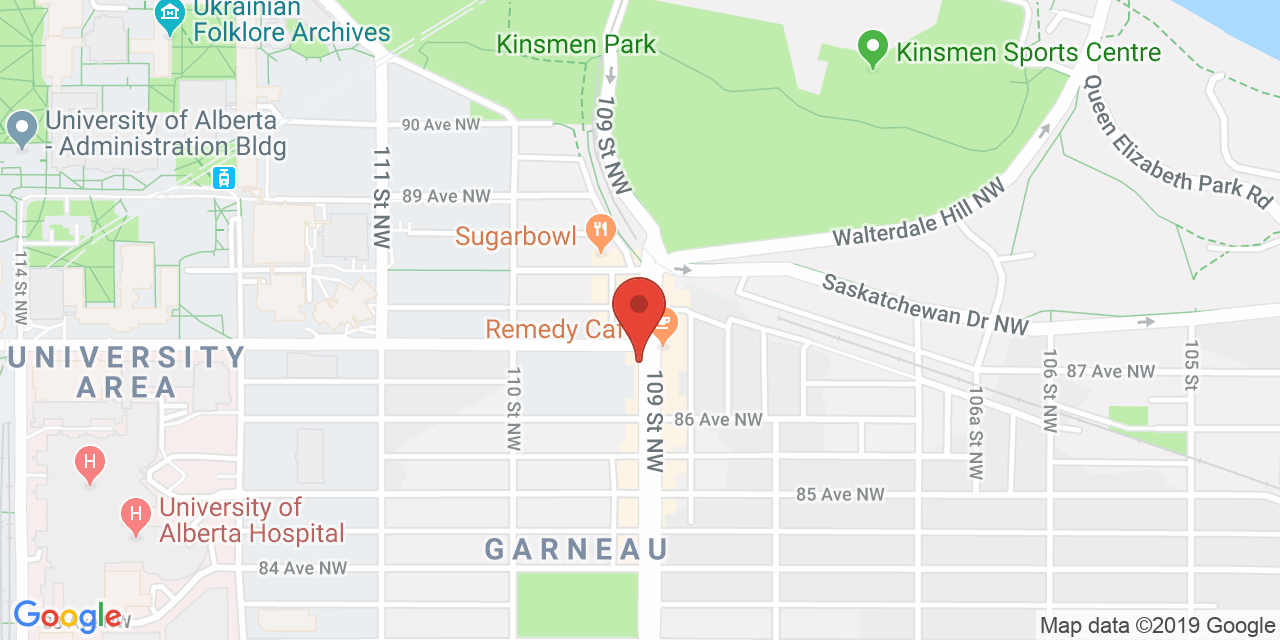 Ukrainian
Folklore Archives
Kinsmen Park
Kinsmen Sports Centre
109 St NW
Queen Elizabeth Park Rd
University of Alberta
- Administration Bldg
90 Ave NW
111 St NW
89 Ave NW
Walterdale Hill NW
Sugarbowl
114 St NW
Saskatchewan Dr NW
Remedy Caf
UNIVERSITY
AREA
110 St NW
109 St NW
87 Ave NW
106 St NW
105 St
106a St NW
86 Ave NW
H
85 Ave NW
H
University of
Alberta Hospital
GARNEAU
84 Ave NW
Google
W
Map data ©2019 Google